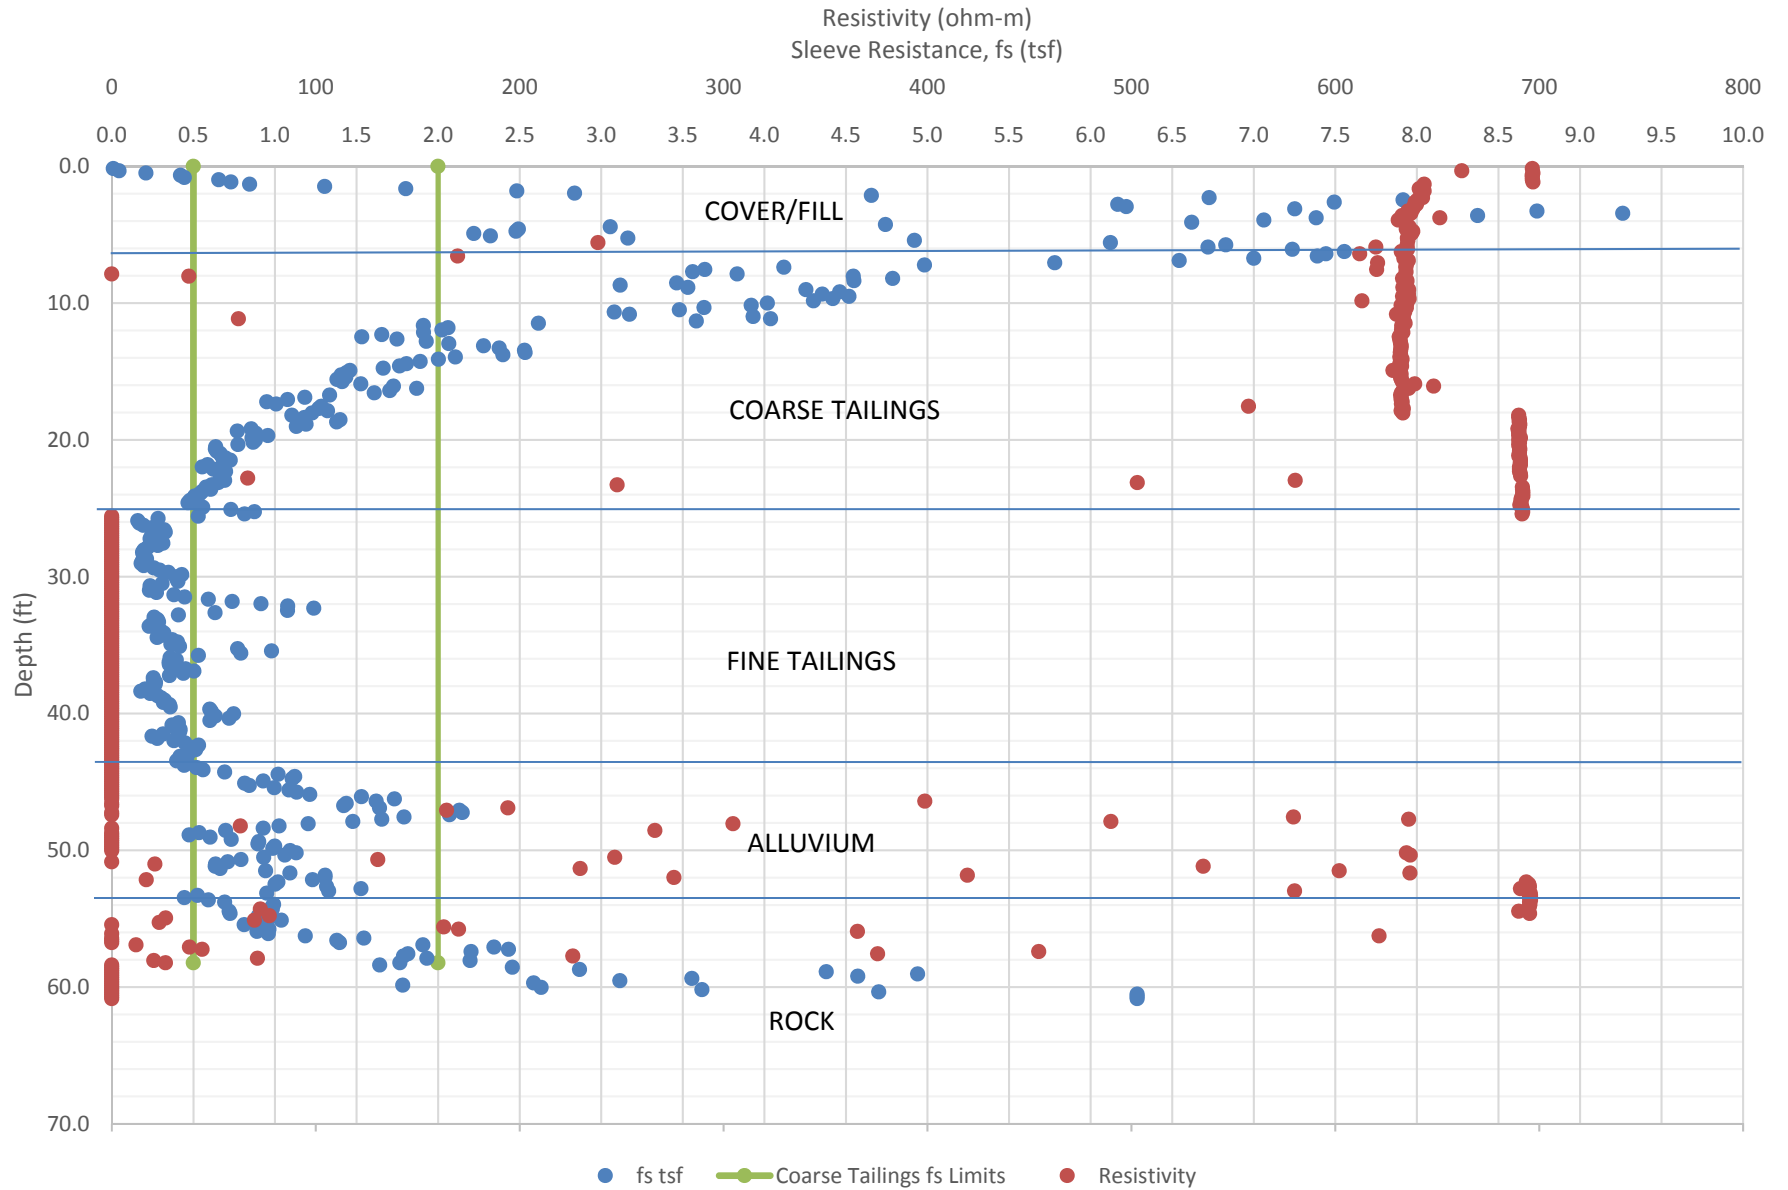 Resistivity (ohm-m)
Sleeve Resistance, fs (tsf)
0 100 200 300 400 500 600 700 800
0.0 0.5 1.0 1.5 2.0 2.5 3.0 3.5 4.0 4.5 5.0 5.5 6.0 6.5 7.0 7.5 8.0 8.5 9.0 9.5 10.0
0.0
COVER/FILL
10.0
COARSE TAILINGS
20.0
30.0
Depth (ft)
FINE TAILINGS
40.0
ALLUVIUM
50.0
60.0
ROCK
70.0
fs tsf Coarse Tailings fs Limits Resistivity